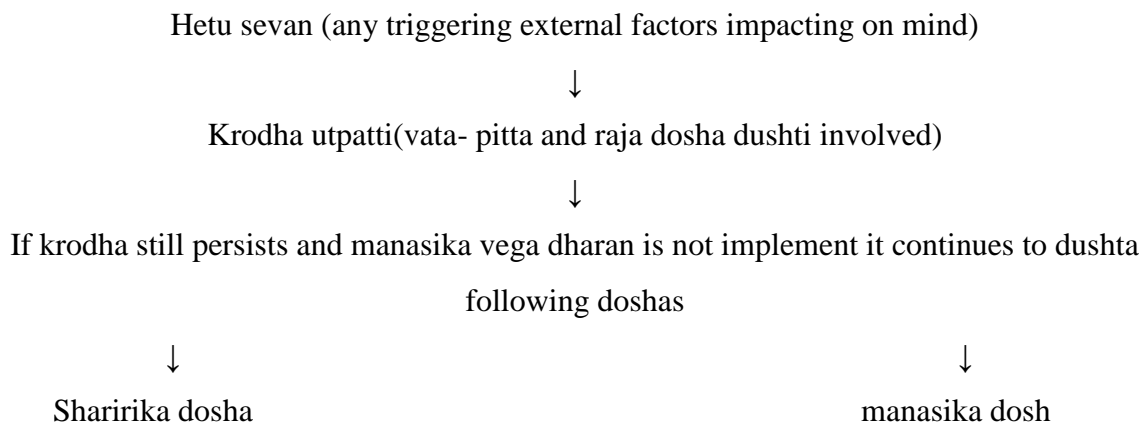 Hetu sevan (any triggering external factors impacting on mind)
↓
Krodha utpatti(vata- pitta and raja dosha dushti involved)
↓
If krodha still persists and manasika vega dharan is not implement it continues to dushta
following doshas
↓ ↓
Sharirika dosha manasika dosh